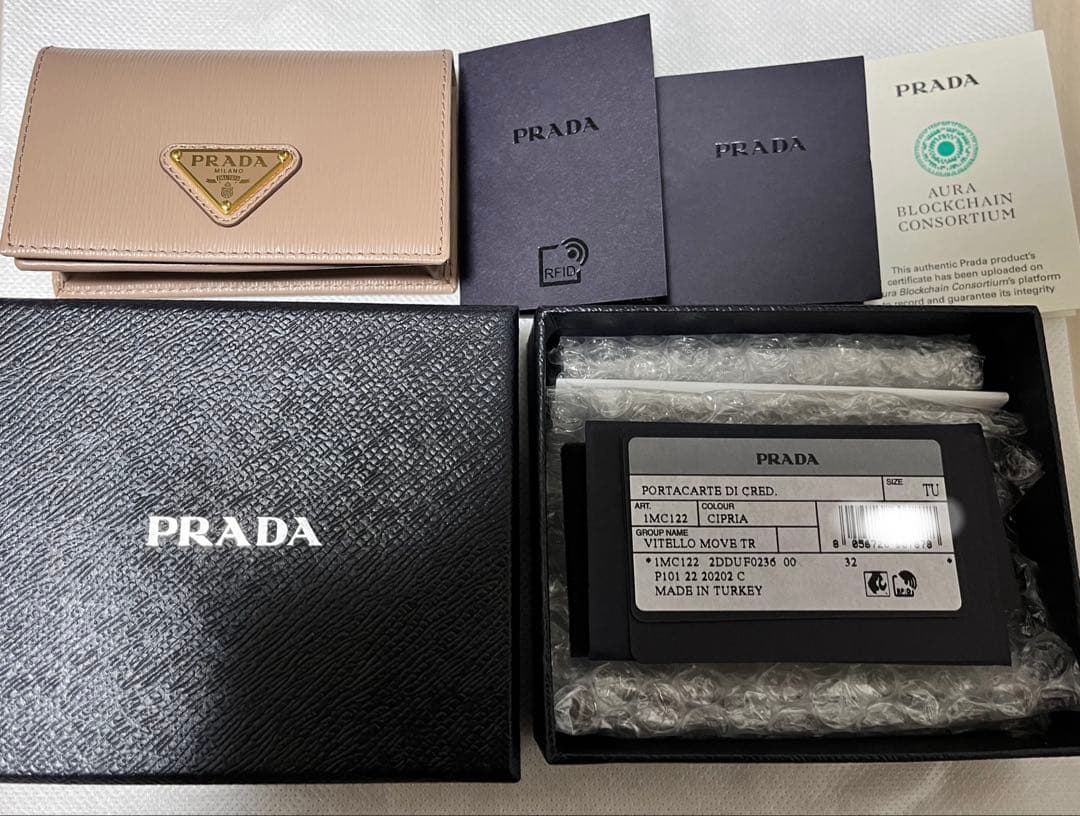 PRADA
MILANO
PRADA
RFID
PRADA
PRADA
AURA
BLOCKCHAIN
CONSORTIUM
This authentic Prada product's
certificate has been uploaded on
Blockchain Consortium's platform
record and guarantee its integrity
PRADA
PRADA
PORTACARTE DI CRED.
SIZE
TU
ART.
COLOUR
1MC122
CIPRIA
GROUP NAME
VITELLO MOVE TR
*1MC122 2DDUF0236 00 32 *
P101 22 20202 C
MADE IN TURKEY